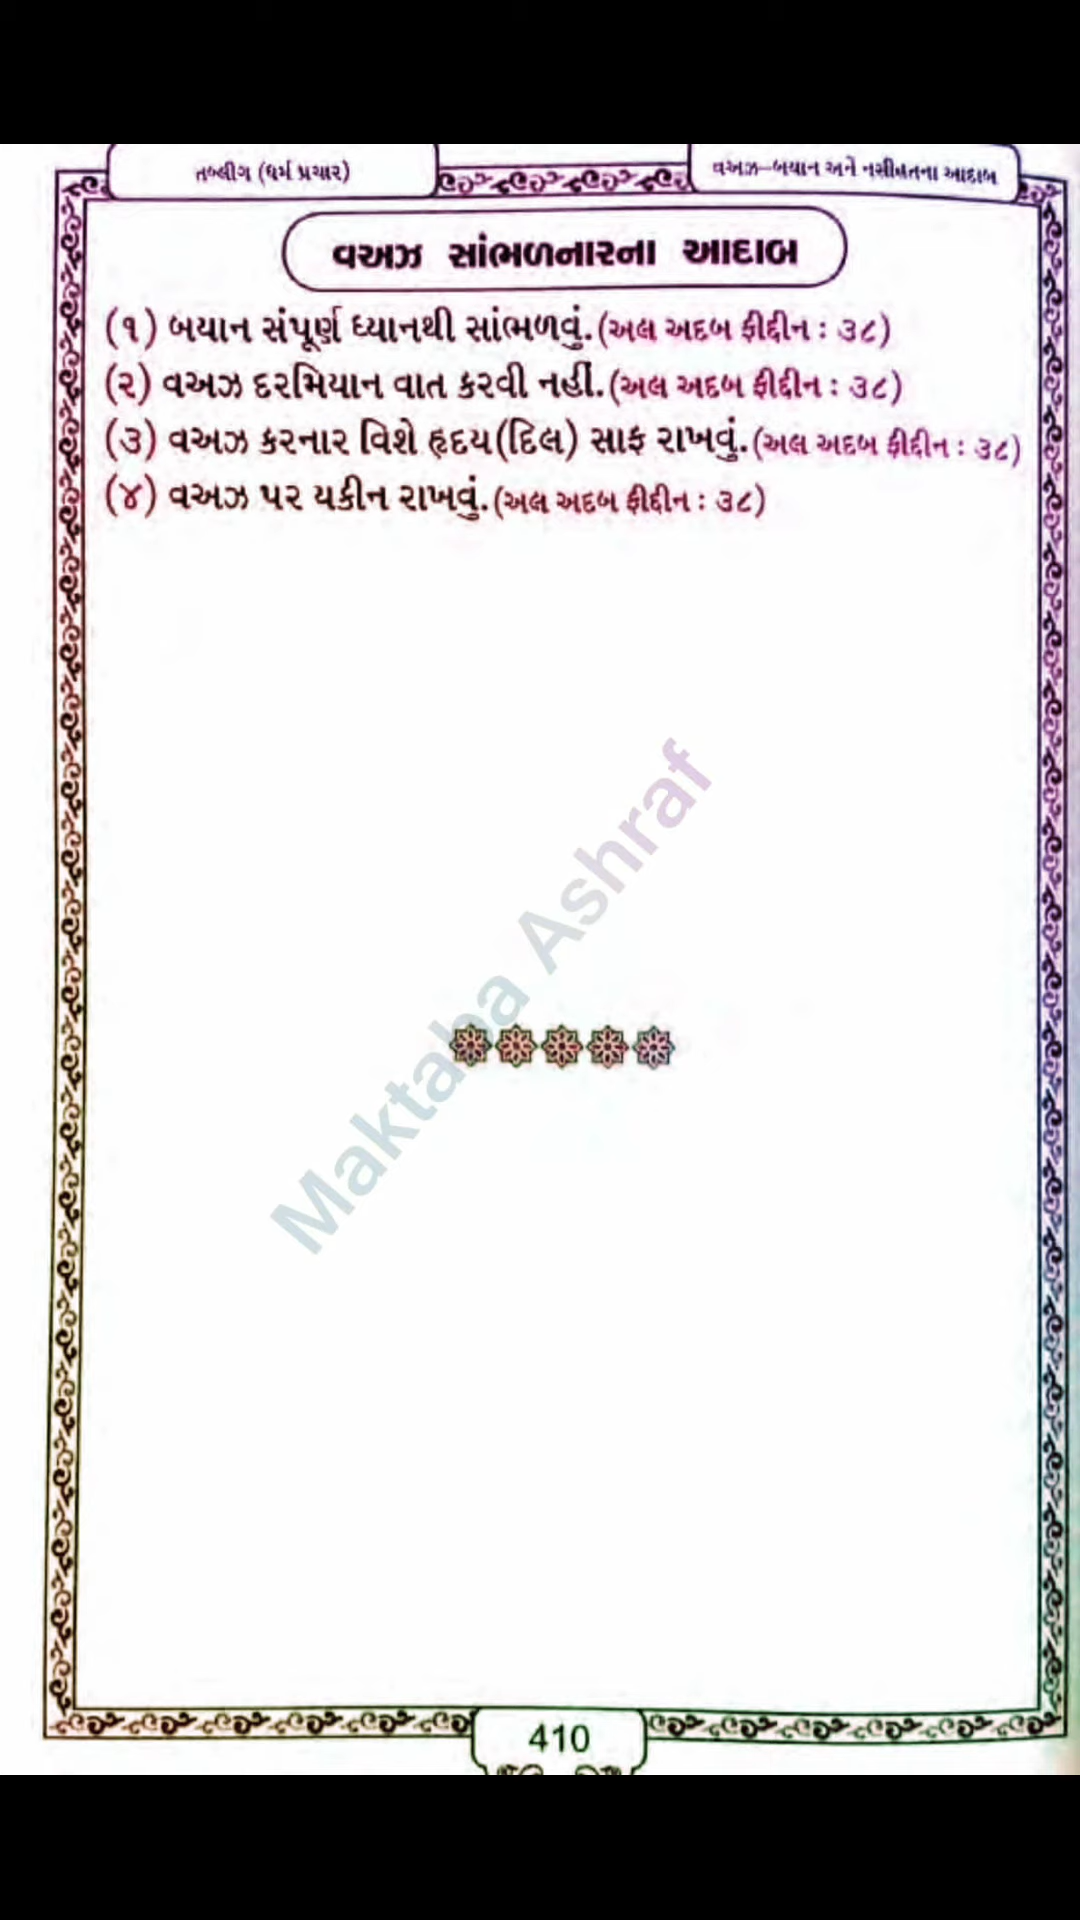 તબ્લીગ (ધર્મ પ્રચાર)
વઅઝ–બયાન અને નસીહતના આદાબ
વઅઝ સાંભળનારના આદાબ
(૧) બયાન સંપૂર્ણ ધ્યાનથી સાંભળવું.(અલ અદબ ફીદ્દીન : ૩૮)
(૨) વઅઝ દરમિયાન વાત કરવી નહીં.(અલ અદબ ફીદ્દીન : ૩૮)
(૩) વઅઝ કરનાર વિશે હૃદય(દિલ) સાફ રાખવું.(અલ અદબ ફીદ્દીન : ૩૮)
(૪) વઅઝ પર યકીન રાખવું.(અલ અદબ ફીદ્દીન : ૩૮)
Maktaba Ashraf
410